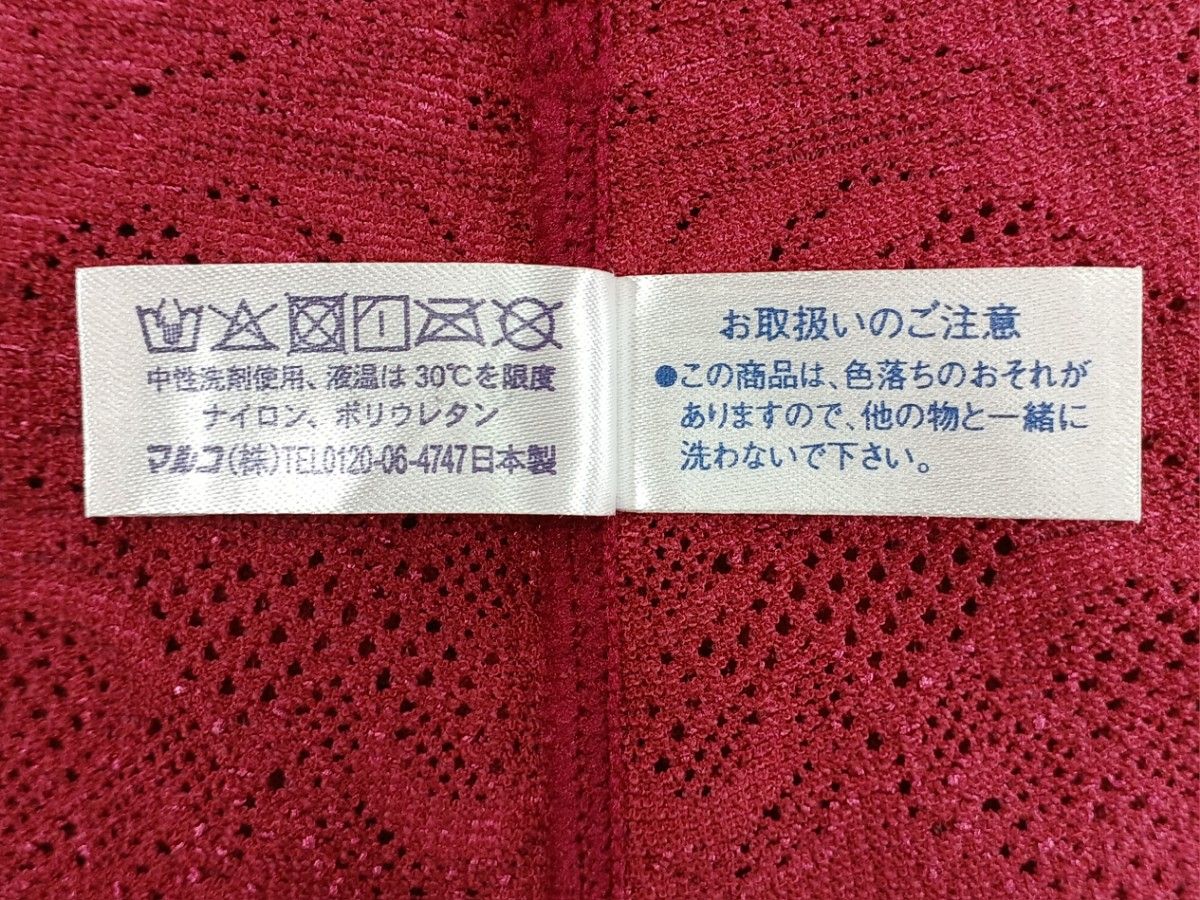 中性洗剤使用、液温は30℃を限度
ナイロン、ポリウレタン
マルコ(株)TEL0120-06-4747日本製
お取扱いのご注意
●この商品は、色落ちのおそれが
ありますので、他の物と一緒に
洗わないで下さい。